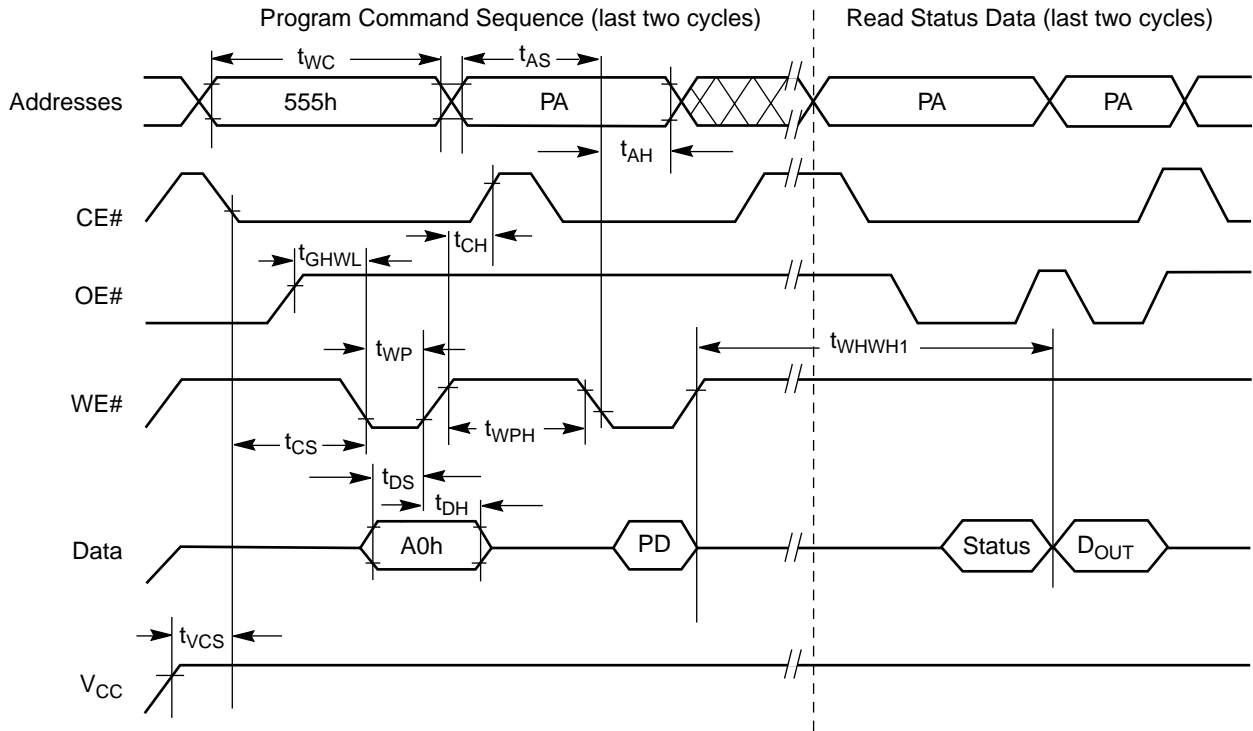 Program Command Sequence (last two cycles)
Read Status Data (last two cycles)
tWC
tAS
Addresses
555h
PA
PA
PA
tAH
CE#
tCH
tGHWL
OE#
tWP
tWHWH1
WE#
tCS
tWPH
tDS
tDH
Data
A0h
PD
Status
DOUT
tVCS
VCC